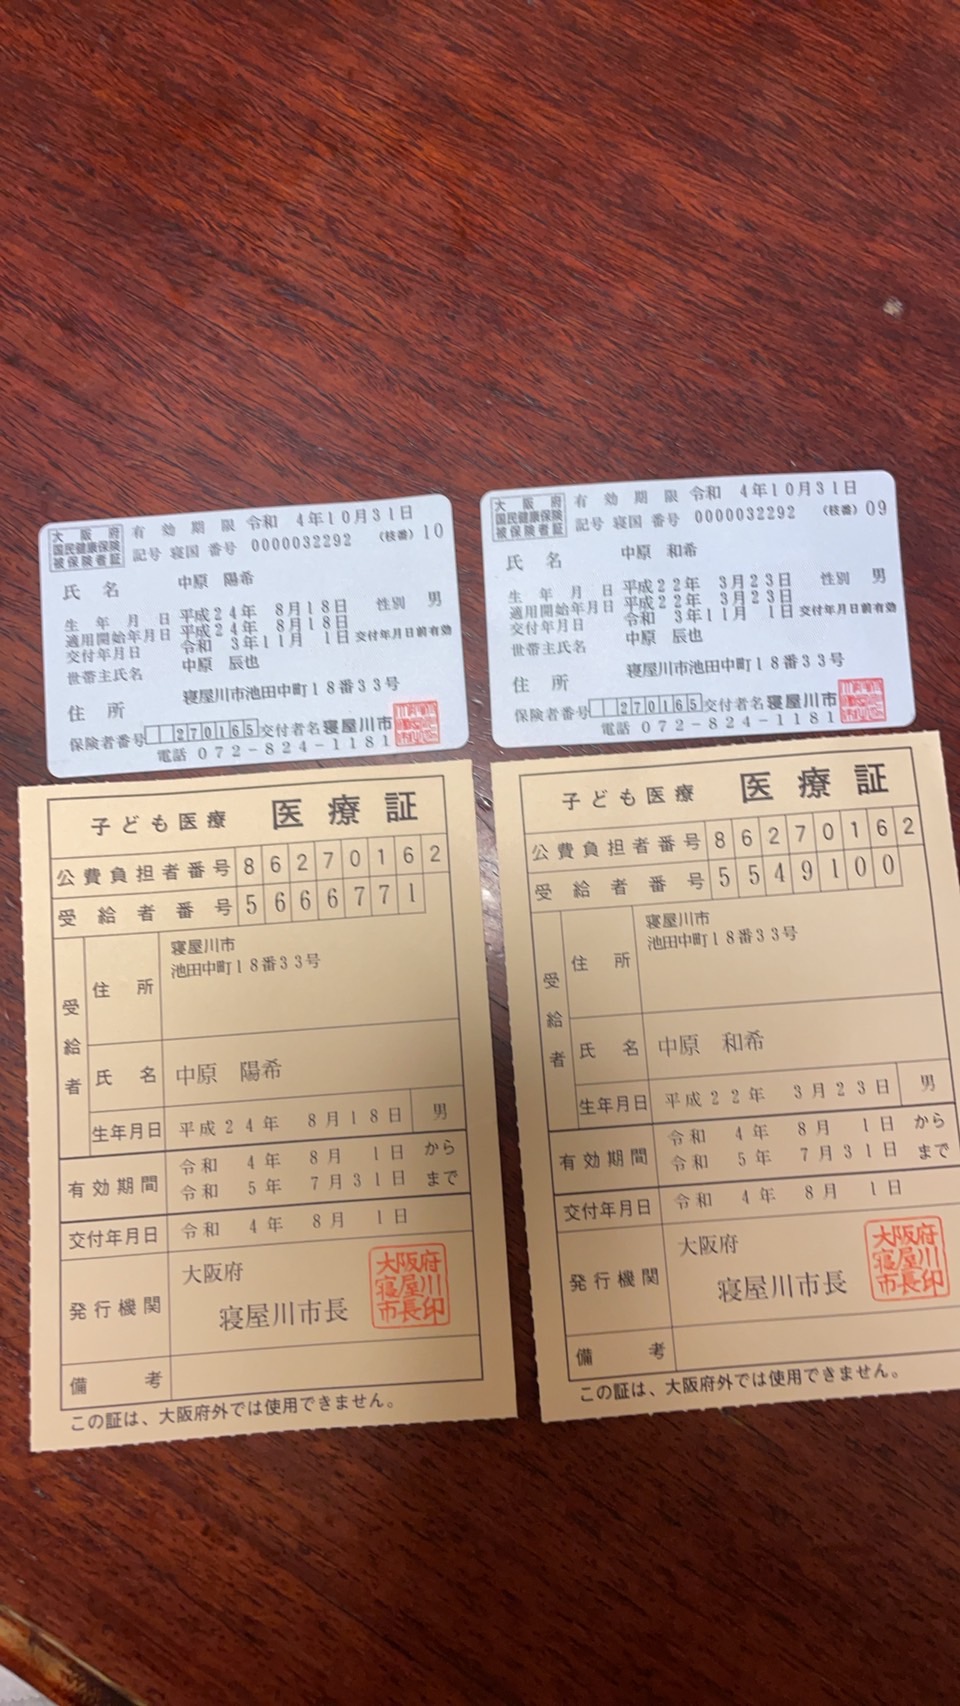 大阪府
国民健康保険
被保険者証
有効期限 令和 4年10月31日
記号 寝国 番号 0000032292 (枝番) 10
氏名 中原 陽希
生年月日 平成24年 8月18日 性別 男
適用開始年月日 平成24年 8月18日
交付年月日 令和 3年11月 1日 交付年月日前有効
世帯主氏名 中原 辰也
住所 寝屋川市池田中町18番33号
保険者番号 270165 交付者名 寝屋川市
電話 072-824-1181
大阪府
国民健康保険
被保険者証
有効期限 令和 4年10月31日
記号 寝国 番号 0000032292 (枝番) 09
氏名 中原 和希
生年月日 平成22年 3月23日 性別 男
適用開始年月日 平成22年 3月23日
交付年月日 令和 3年11月 1日 交付年月日前有効
世帯主氏名 中原 辰也
住所 寝屋川市池田中町18番33号
保険者番号 270165 交付者名 寝屋川市
電話 072-824-1181
子ども医療 医療証
公費負担者番号 86270162
受給者番号 5666771
受給者
住所 寝屋川市
池田中町18番33号
氏名 中原 陽希
生年月日 平成24年 8月18日 男
有効期間 令和 4年 8月 1日 から
令和 5年 7月31日 まで
交付年月日 令和 4年 8月 1日
発行機関 大阪府
寝屋川市長
大阪府
寝屋川
市長印
備考
この証は、大阪府外では使用できません。
子ども医療 医療証
公費負担者番号 86270162
受給者番号 5549100
受給者
住所 寝屋川市
池田中町18番33号
氏名 中原 和希
生年月日 平成22年 3月23日 男
有効期間 令和 4年 8月 1日 から
令和 5年 7月31日 まで
交付年月日 令和 4年 8月 1日
発行機関 大阪府
寝屋川市長
大阪府
寝屋川
市長印
備考
この証は、大阪府外では使用できません。